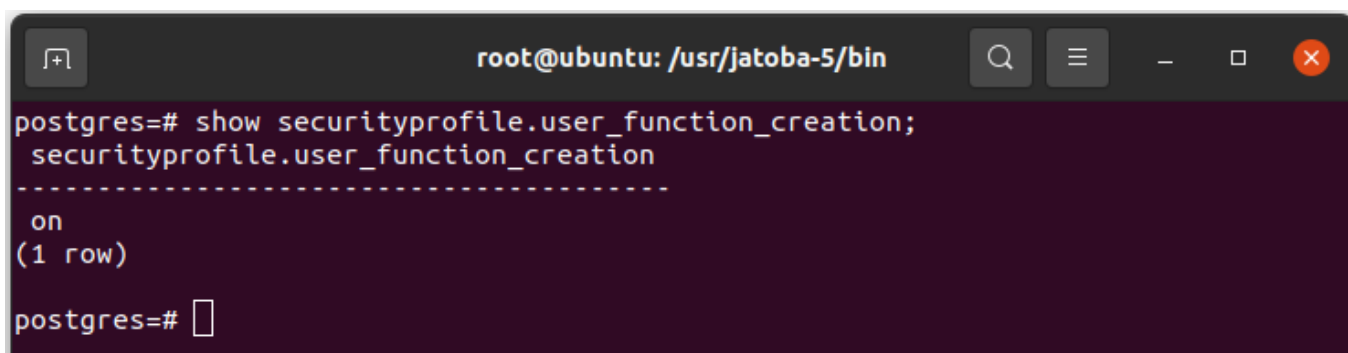 root@ubuntu: /usr/jatoba-5/bin
postgres=# show securityprofile.user_function_creation;
securityprofile.user_function_creation
-----------------------------------------
on
(1 row)
postgres=#